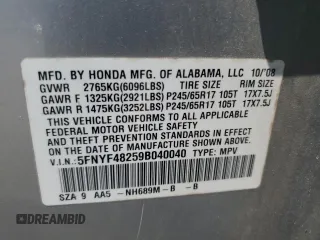 MFD. BY HONDA MFG. OF ALABAMA, LLC 10/'08
GVWR 2765KG(6096LBS) TIRE SIZE RIM SIZE
GAWR F 1325KG(2921LBS) P245/65R17 105T 17X7.5J
GAWR R 1475KG(3252LBS) P245/65R17 105T 17X7.5J
THIS VEHICLE CONFORMS TO ALL APPLICABLE
FEDERAL MOTOR VEHICLE SAFETY STANDARDS
IN EFFECT ON THE DATE OF MANUFACTURE
SHOWN ABOVE.
V.I.N: 5FNYF48259B040040 TYPE: MPV
SZA 9 AA5 -NH689M-B -B
DREAMBID.COM